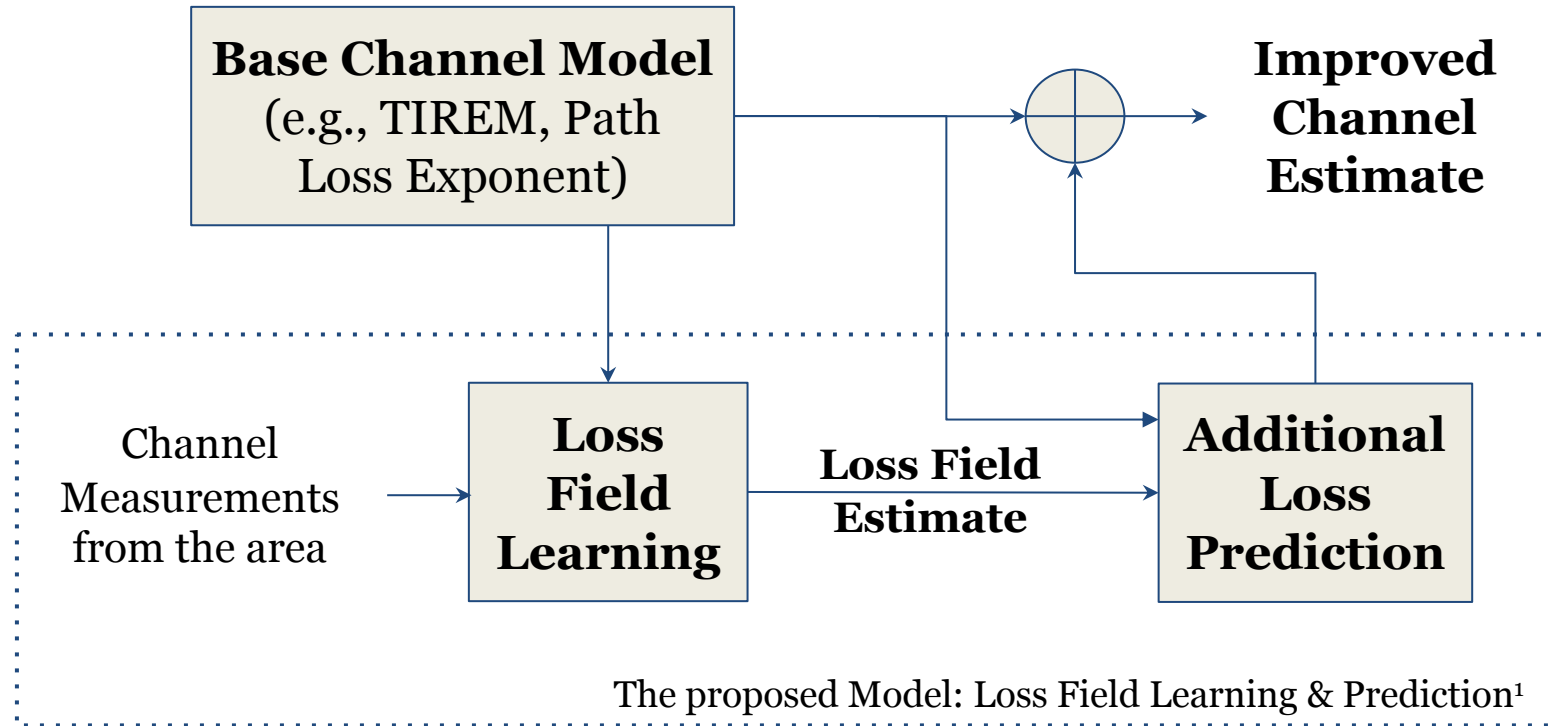 Base Channel Model
(e.g., TIREM, Path
Loss Exponent)
Improved
Channel
Estimate
Channel
Measurements
from the area
Loss
Field
Learning
Loss Field
Estimate
Additional
Loss
Prediction
The proposed Model: Loss Field Learning & Prediction¹